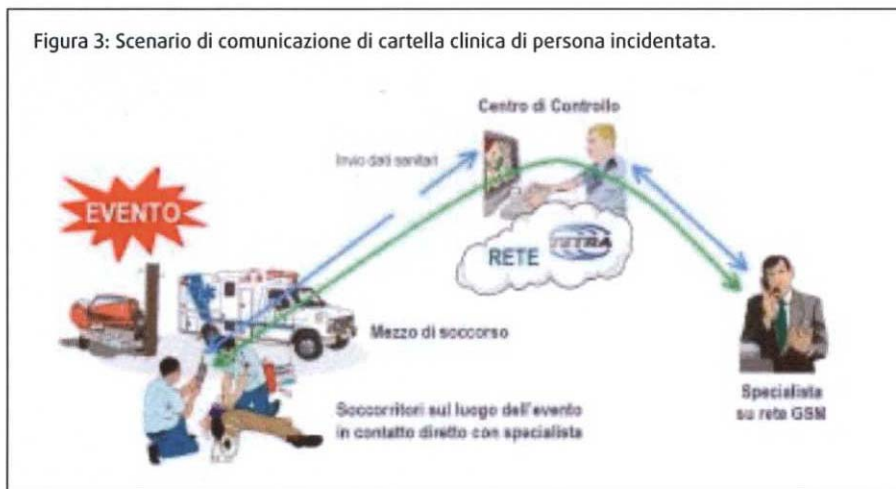 Figura 3: Scenario di comunicazione di cartella clinica di persona incidentata.
Centro di Controllo
Invio dati sanitari
EVENTO
RETE TETRA
Mezzo di soccorso
Soccorritori sul luogo dell'evento
in contatto diretto con specialista
Specialista
su rete GSM